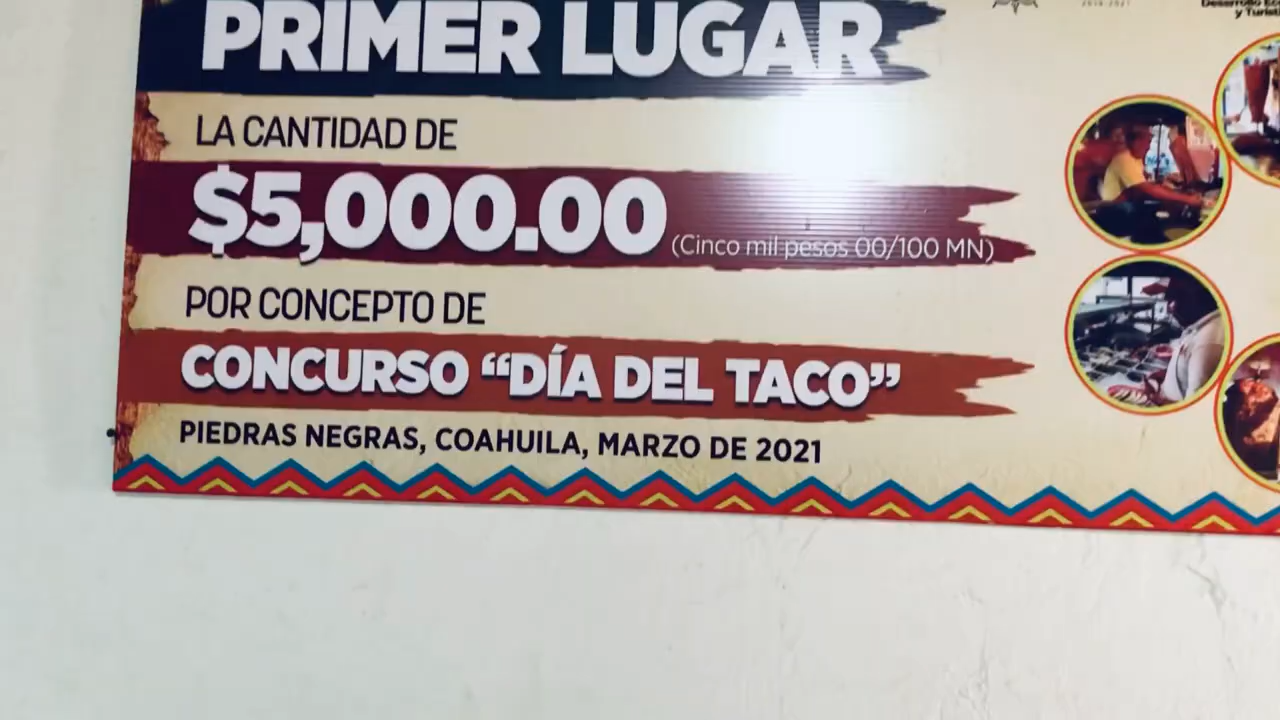 PRIMER LUGAR
LA CANTIDAD DE
$5,000.00 (Cinco mil pesos 00/100 MN)
POR CONCEPTO DE
CONCURSO “DÍA DEL TACO”
PIEDRAS NEGRAS, COAHUILA, MARZO DE 2021
y Turis